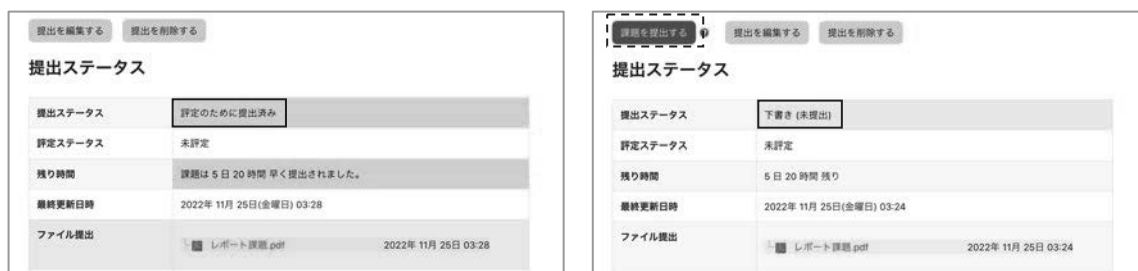 提出を編集する 提出を削除する
提出ステータス
提出ステータス 評定のために提出済み
評定ステータス 未評定
残り時間 課題は 5 日 20 時間 早く提出されました。
最終更新日時 2022年 11月 25日(金曜日) 03:28
ファイル提出 レポート課題.pdf 2022年 11月 25日 03:28
課題を提出する 提出を編集する 提出を削除する
提出ステータス
提出ステータス 下書き (未提出)
評定ステータス 未評定
残り時間 5 日 20 時間 残り
最終更新日時 2022年 11月 25日(金曜日) 03:24
ファイル提出 レポート課題.pdf 2022年 11月 25日 03:24